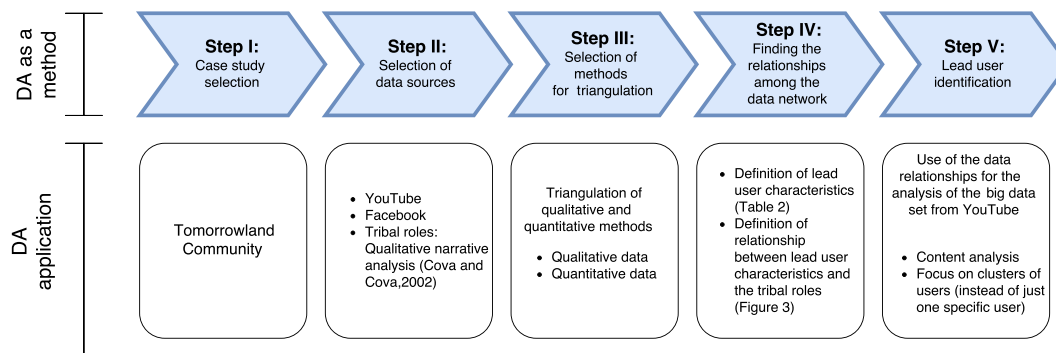 DA as a
method
Step I:
Case study
selection
Step II:
Selection of
data sources
Step III:
Selection of
methods
for triangulation
Step IV:
Finding the
relationships
among the
data network
Step V:
Lead user
identification
DA
application
Tomorrowland
Community
• YouTube
• Facebook
• Tribal roles:
Qualitative narrative
analysis (Cova and
Cova,2002)
Triangulation of
qualitative and
quantitative methods
• Qualitative data
• Quantitative data
• Definition of lead
user characteristics
(Table 2)
• Definition of
relationship
between lead user
characteristics and
the tribal roles
(Figure 3)
Use of the data
relationships for the
analysis of the big data
set from YouTube
• Content analysis
• Focus on clusters of
users (instead of just
one specific user)